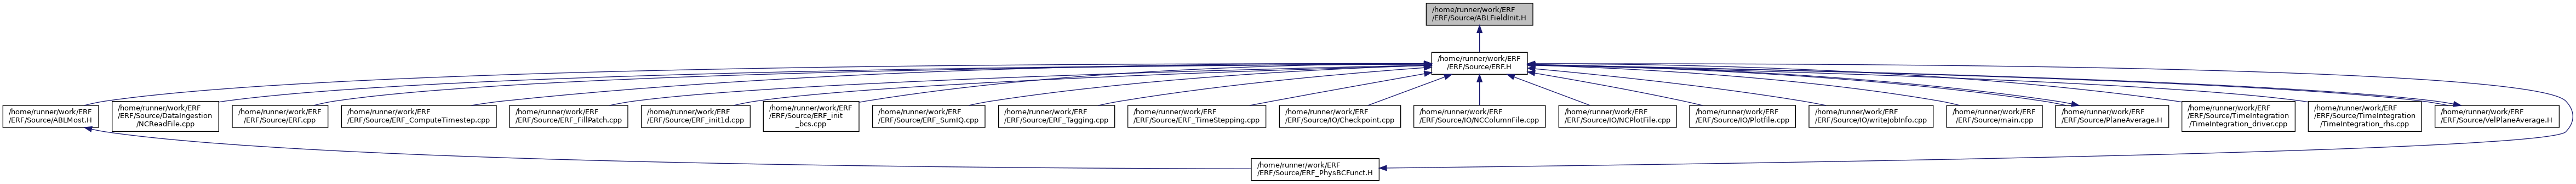 /home/runner/work/ERF
/ERF/Source/ABLFieldInit.H
/home/runner/work/ERF
/ERF/Source/ERF.H
/home/runner/work/ERF
/ERF/Source/ABLMost.H
/home/runner/work/ERF
/ERF/Source/DataIngestion
/NCReadFile.cpp
/home/runner/work/ERF
/ERF/Source/ERF.cpp
/home/runner/work/ERF
/ERF/Source/ERF_ComputeTimestep.cpp
/home/runner/work/ERF
/ERF/Source/ERF_FillPatch.cpp
/home/runner/work/ERF
/ERF/Source/ERF_init1d.cpp
/home/runner/work/ERF
/ERF/Source/ERF_init
_bcs.cpp
/home/runner/work/ERF
/ERF/Source/ERF_SumIQ.cpp
/home/runner/work/ERF
/ERF/Source/ERF_Tagging.cpp
/home/runner/work/ERF
/ERF/Source/ERF_TimeStepping.cpp
/home/runner/work/ERF
/ERF/Source/IO/Checkpoint.cpp
/home/runner/work/ERF
/ERF/Source/IO/NCColumnFile.cpp
/home/runner/work/ERF
/ERF/Source/IO/NCPlotFile.cpp
/home/runner/work/ERF
/ERF/Source/IO/Plotfile.cpp
/home/runner/work/ERF
/ERF/Source/IO/writeJobInfo.cpp
/home/runner/work/ERF
/ERF/Source/main.cpp
/home/runner/work/ERF
/ERF/Source/PlaneAverage.H
/home/runner/work/ERF
/ERF/Source/TimeIntegration
/TimeIntegration_driver.cpp
/home/runner/work/ERF
/ERF/Source/TimeIntegration
/TimeIntegration_rhs.cpp
/home/runner/work/ERF
/ERF/Source/VelPlaneAverage.H
/home/runner/work/ERF
/ERF/Source/ERF_PhysBCFunct.H